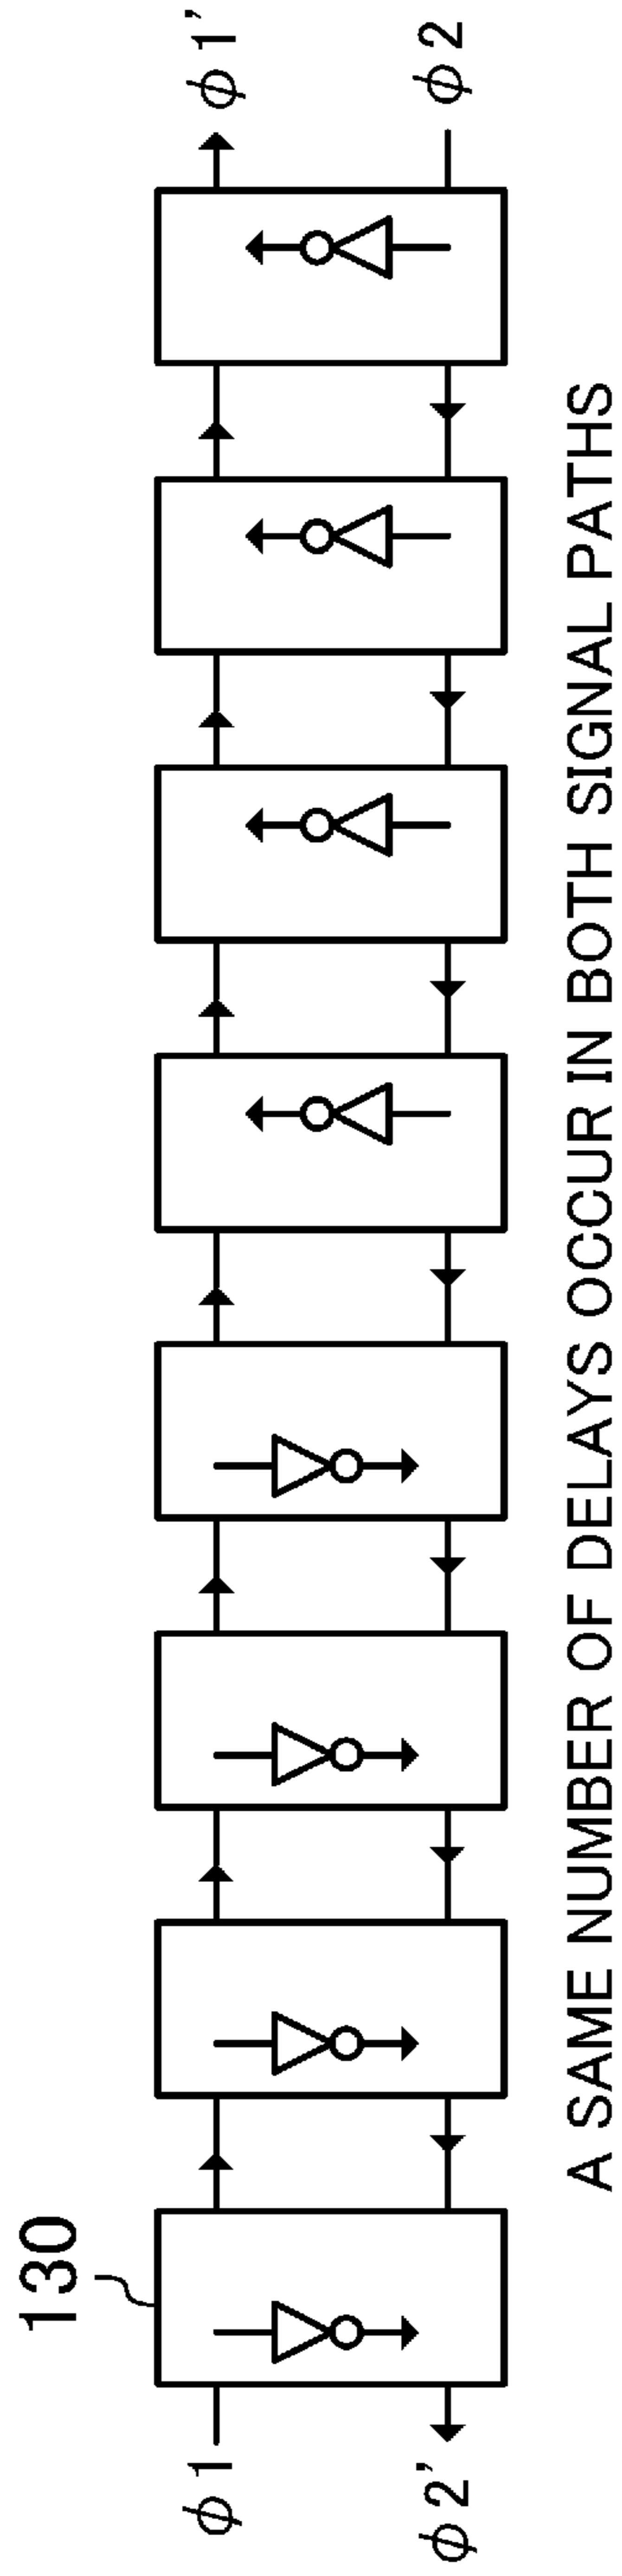 130
ϕ1
ϕ1'
ϕ2'
ϕ2
A SAME NUMBER OF DELAYS OCCUR IN BOTH SIGNAL PATHS